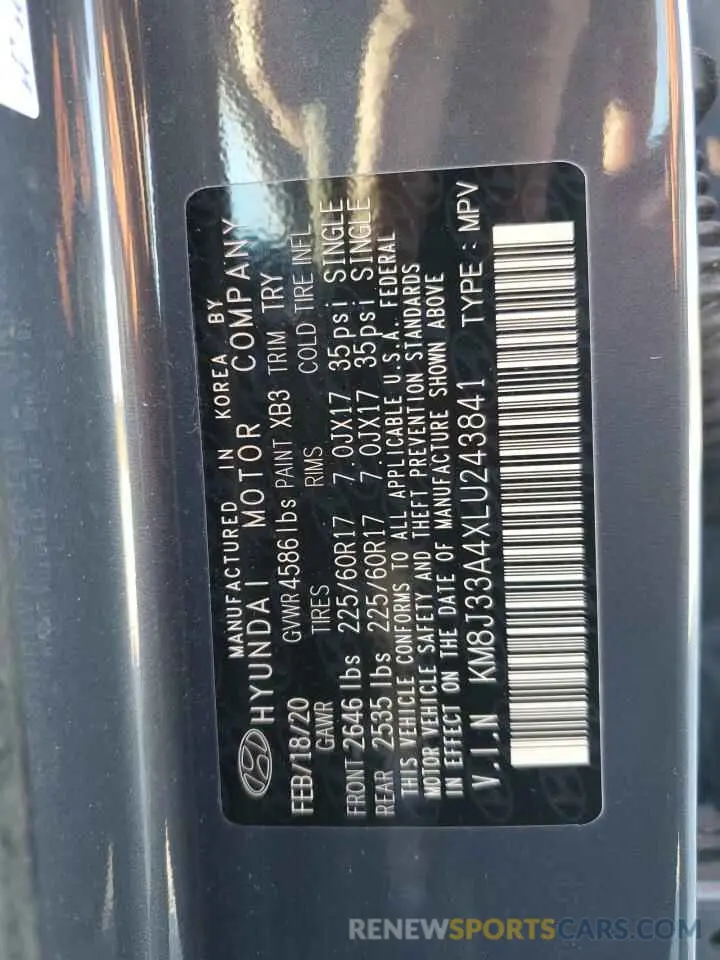 MANUFACTURED IN KOREA BY
HYUNDAI MOTOR COMPANY
FEB/18/20 GVWR 4586 lbs PAINT XB3 TRIM TRY
GAWR TIRES RIMS COLD TIRE INFL
FRONT 2646 lbs 225/60R17 7.0JX17 35psi SINGLE
REAR 2535 lbs 225/60R17 7.0JX17 35psi SINGLE
THIS VEHICLE CONFORMS TO ALL APPLICABLE U.S.A. FEDERAL
MOTOR VEHICLE SAFETY AND THEFT PREVENTION STANDARDS
IN EFFECT ON THE DATE OF MANUFACTURE SHOWN ABOVE
V.I.N KM8J33A4XLU243841 TYPE : MPV
RENEWSPORTSCARS.COM